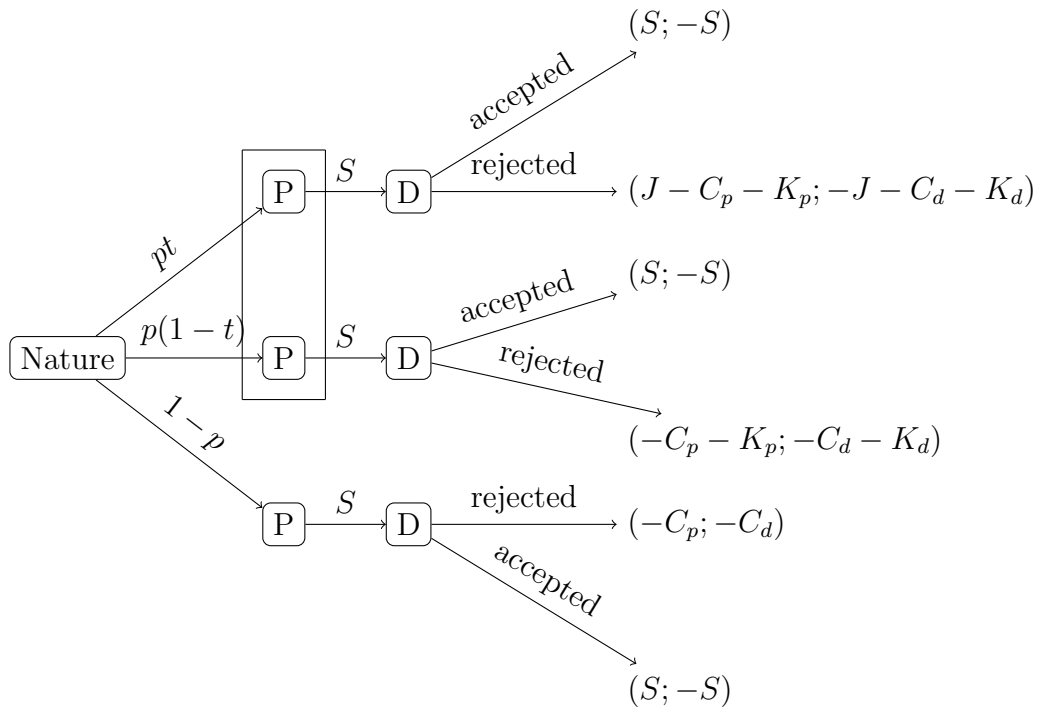 (S; −S)
accepted
rejected
P
S
D
(J − C_p − K_p; −J − C_d − K_d)
pt
(S; −S)
accepted
Nature
p(1 − t)
P
S
D
rejected
(−C_p − K_p; −C_d − K_d)
1 − p
P
S
D
rejected
(−C_p; −C_d)
accepted
(S; −S)